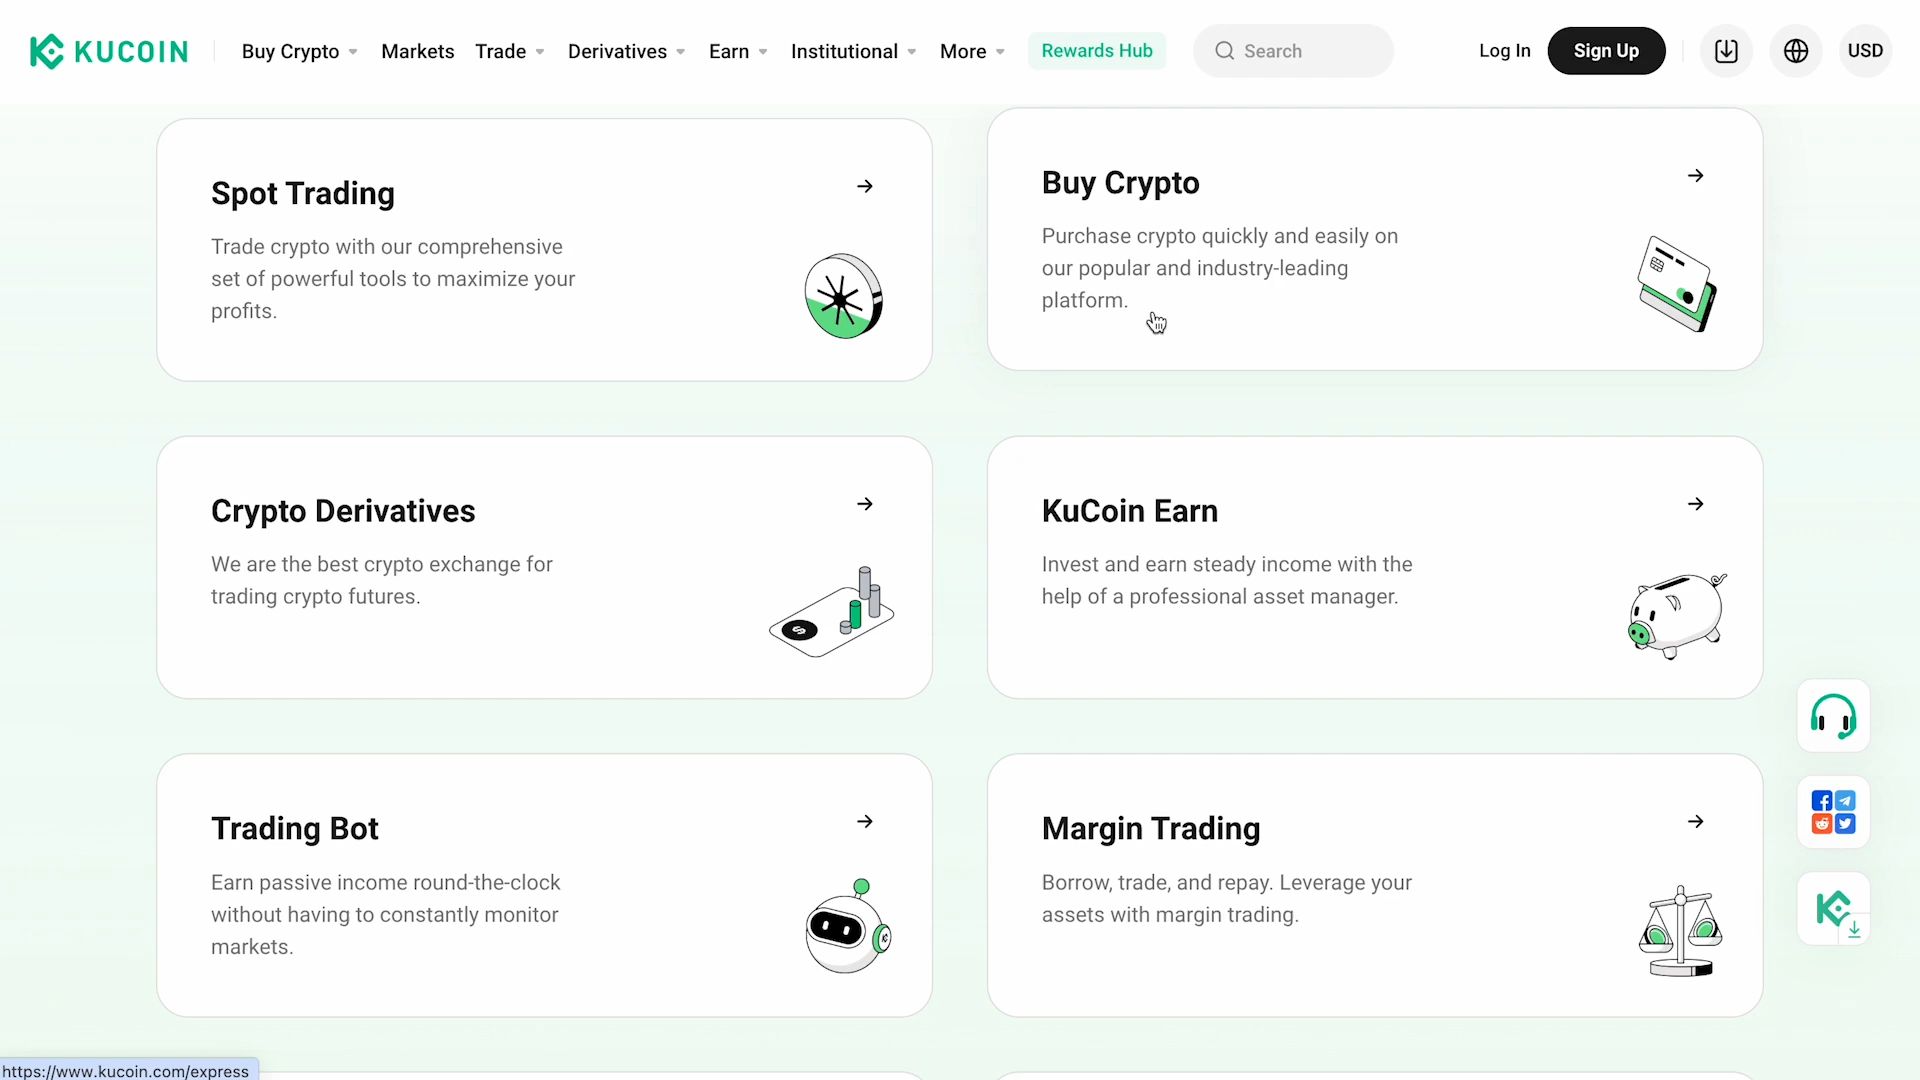 KUCOIN
Buy Crypto
Markets
Trade
Derivatives
Earn
Institutional
More
Rewards Hub
Search
Log In
Sign Up
USD
Spot Trading
Trade crypto with our comprehensive
set of powerful tools to maximize your
profits.
Buy Crypto
Purchase crypto quickly and easily on
our popular and industry-leading
platform.
Crypto Derivatives
We are the best crypto exchange for
trading crypto futures.
KuCoin Earn
Invest and earn steady income with the
help of a professional asset manager.
Trading Bot
Earn passive income round-the-clock
without having to constantly monitor
markets.
Margin Trading
Borrow, trade, and repay. Leverage your
assets with margin trading.
https://www.kucoin.com/express